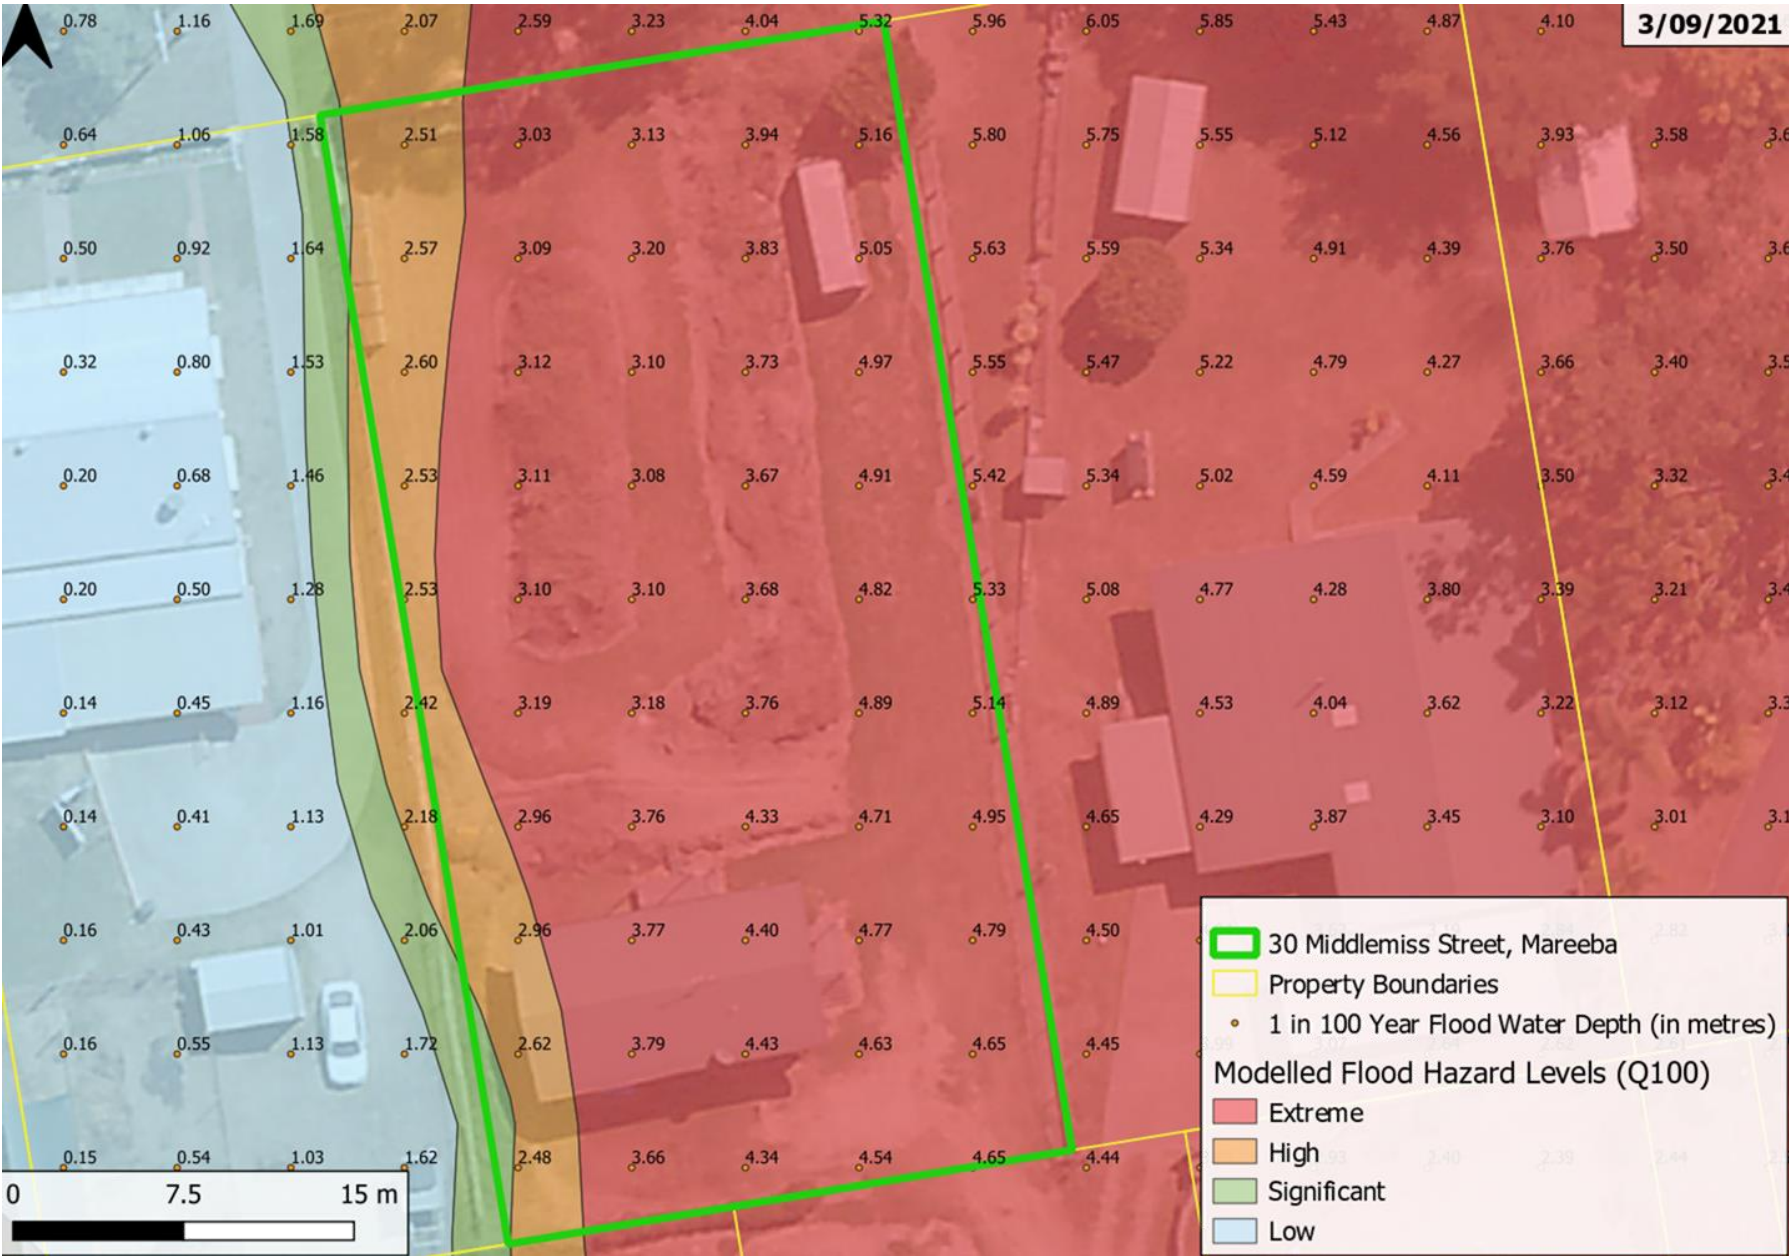 0.78 1.16 1.69 2.07 2.59 3.23 4.04 5.32 5.96 6.05 5.85 5.43 4.87 4.10
3/09/2021
0.64 1.06 1.58 2.51 3.03 3.13 3.94 5.16 5.80 5.75 5.55 5.12 4.56 3.93 3.58
0.50 0.92 1.64 2.57 3.09 3.20 3.83 5.05 5.63 5.59 5.34 4.91 4.39 3.76 3.50
0.32 0.80 1.53 2.60 3.12 3.10 3.73 4.97 5.55 5.47 5.22 4.79 4.27 3.66 3.40
0.20 0.68 1.46 2.53 3.11 3.08 3.67 4.91 5.42 5.34 5.02 4.59 4.11 3.50 3.32
0.20 0.50 1.28 2.53 3.10 3.10 3.68 4.82 5.33 5.08 4.77 4.28 3.80 3.39 3.21
0.14 0.45 1.16 2.42 3.19 3.18 3.76 4.89 5.14 4.89 4.53 4.04 3.62 3.22 3.12
0.14 0.41 1.13 2.18 2.96 3.76 4.33 4.71 4.95 4.65 4.29 3.87 3.45 3.10 3.01
0.16 0.43 1.01 2.06 2.96 3.77 4.40 4.77 4.79 4.50
0.16 0.55 1.13 1.72 2.62 3.79 4.43 4.63 4.65 4.45
0.15 0.54 1.03 1.62 2.48 3.66 4.34 4.54 4.65 4.44
0 7.5 15 m
30 Middlemiss Street, Mareeba
Property Boundaries
1 in 100 Year Flood Water Depth (in metres)
Modelled Flood Hazard Levels (Q100)
Extreme
High
Significant
Low